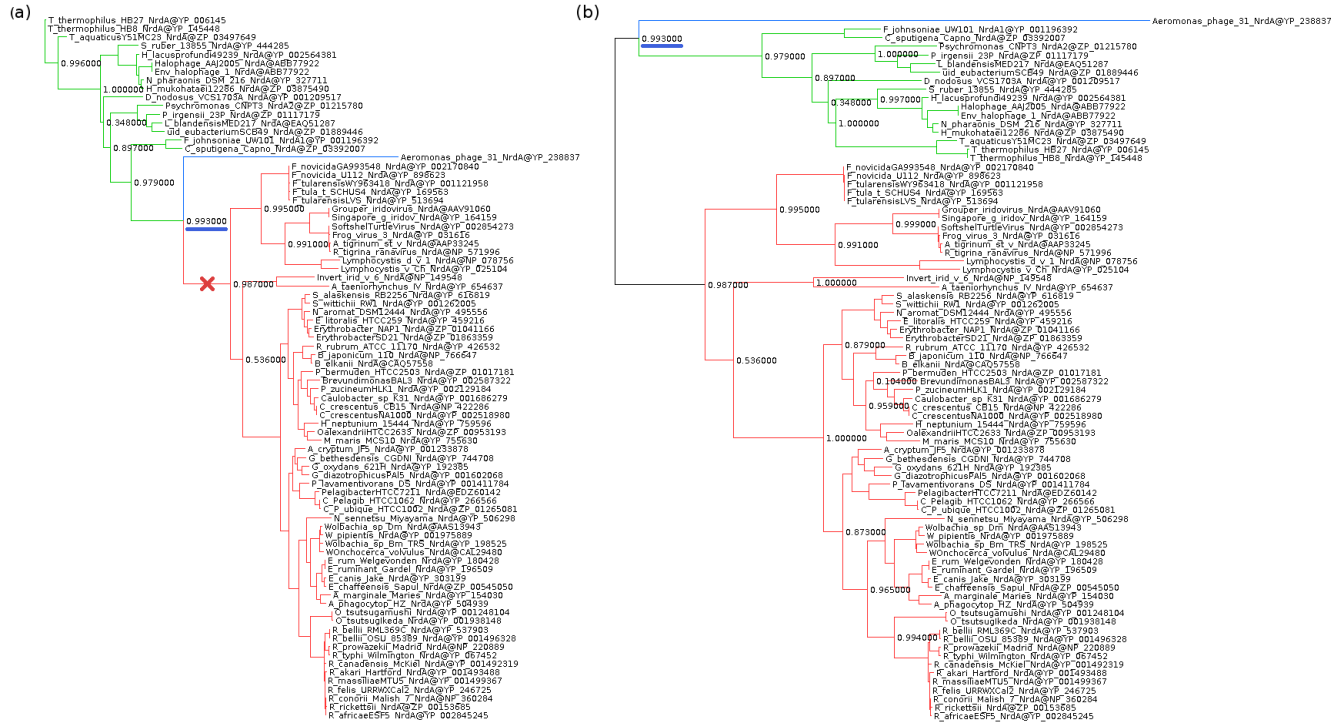 (a)
T_thermophilus_HB27_NrdA@YP_006145
T_thermophilus_HB8_NrdA@YP_145448
T_aquaticusY51MC23_NrdA@ZP_03497649
S_ruber_13855_NrdA@YP_444285
H_lacusprofundi49239_NrdA@YP_002564381
0.996000
Halophage_AAJ2005_NrdA@ABB77922
Env_halophage_1_NrdA@ABB77922
N_pharaonis_DSM_216_NrdA@YP_327711
1.000000
H_mukohataei12286_NrdA@ZP_03875490
D_nodosus_VCS1703A_NrdA@YP_001209517
Psychromonas_CNPT3_NrdA2@ZP_01215780
P_irgensii_23P_NrdA@ZP_01117179
0.348000
L_blandensisMED217_NrdA@EAQ51287
uid_eubacteriumSCB49_NrdA@ZP_01889446
F_johnsoniae_UW101_NrdA1@YP_001196392
0.897000
C_sputigena_Capno_NrdA@ZP_03392007
Aeromonas_phage_31_NrdA@YP_238837
F_novicidaGA993548_NrdA@YP_002170840
F_novicida_U112_NrdA@YP_898623
0.979000
F_tularensisWY963418_NrdA@YP_001121958
F_tula_t_SCHUS4_NrdA@YP_169563
F_tularensisLVS_NrdA@YP_513694
0.995000
Grouper_iridovirus_NrdA@AAV91060
Singapore_g_iridov_NrdA@YP_164159
0.993000
SoftshelTurtleVirus_NrdA@ZP_002854273
Frog_virus_3_NrdA@YP_031616
0.991000
A_tigrinum_st_v_NrdA@AAP33245
R_tigrina_ranavirus_NrdA@NP_571996
Lymphocystis_d_v_1_NrdA@NP_078756
Lymphocystis_v_Ch_NrdA@YP_025104
Invert_irid_v_6_NrdA@NP_149548
0.987000
A_taeniorhynchus_IV_NrdA@YP_654637
S_alaskensis_RB2256_NrdA@YP_616819
S_wittichii_RW1_NrdA@YP_001262005
N_aromat_DSM12444_NrdA@YP_495556
E_litoralis_HTCC259_NrdA@YP_459216
Erythrobacter_NAP1_NrdA@ZP_01041166
ErythrobacterSD21_NrdA@ZP_01863359
R_rubrum_ATCC_11170_NrdA@YP_426532
B_japonicum_110_NrdA@NP_766647
0.536000
B_elkanii_NrdA@CAQ57558
P_bermuden_HTCC2503_NrdA@ZP_01017181
BrevundimonasBAL3_NrdA@YP_002587322
P_zucineumHLK1_NrdA@YP_002129184
Caulobacter_sp_K31_NrdA@YP_001686279
C_crescentus_CB15_NrdA@NP_422286
C_crescentusNA1000_NrdA@YP_002518980
H_neptunium_15444_NrdA@YP_759596
OalexandriiHTCC2633_NrdA@ZP_00953193
M_maris_MCS10_NrdA@YP_755630
A_cryptum_JF5_NrdA@YP_001233878
G_bethesdensis_CGDNI_NrdA@YP_744708
G_oxydans_621H_NrdA@YP_192385
G_diazotrophicusPAl5_NrdA@YP_001602068
P_lavamentivorans_DS_NrdA@YP_001411784
PelagibacterHTCC7211_NrdA@EDZ60142
C_Pelagib_HTCC1062_NrdA@YP_266566
C_P_ubique_HTCC1002_NrdA@ZP_01265081
N_sennetsu_Miyayama_NrdA@YP_506298
Wolbachia_sp_Dm_NrdA@AAS13943
W_pipientis_NrdA@YP_001975889
Wolbachia_sp_Bm_TRS_NrdA@YP_198525
WOnchocerca_volvulus_NrdA@CAL29480
E_rum_Welgevonden_NrdA@YP_180428
E_ruminant_Gardel_NrdA@YP_196509
E_canis_Jake_NrdA@YP_303199
E_chaffeensis_Sapul_NrdA@ZP_00545050
A_marginale_Maries_NrdA@YP_154030
A_phagocytop_HZ_NrdA@YP_504939
O_tsutsugamushi_NrdA@YP_001248104
O_tsutsugikeda_NrdA@YP_001938148
R_bellii_RML369C_NrdA@YP_537903
R_bellii_OSU_85389_NrdA@YP_001496328
R_prowazekii_Madrid_NrdA@NP_220889
R_typhi_Wilmington_NrdA@YP_067452
R_canadensis_McKiel_NrdA@YP_001492319
R_akari_Hartford_NrdA@YP_001493488
R_massiliaeMTU5_NrdA@YP_001499367
R_felis_URRWXCal2_NrdA@YP_246725
R_conorii_Malish_7_NrdA@NP_360284
R_rickettsii_NrdA@ZP_00153685
R_africaeESF5_NrdA@YP_002845245
(b)
Aeromonas_phage_31_NrdA@YP_238837
F_johnsoniae_UW101_NrdA1@YP_001196392
0.993000
C_sputigena_Capno_NrdA@ZP_03392007
Psychromonas_CNPT3_NrdA2@ZP_01215780
0.979000
1.000000
P_irgensii_23P_NrdA@ZP_01117179
L_blandensisMED217_NrdA@EAQ51287
uid_eubacteriumSCB49_NrdA@ZP_01889446
0.897000
D_nodosus_VCS1703A_NrdA@YP_001209517
S_ruber_13855_NrdA@YP_444285
0.348000
0.997000
H_lacusprofundi49239_NrdA@YP_002564381
Halophage_AAJ2005_NrdA@ABB77922
Env_halophage_1_NrdA@ABB77922
1.000000
N_pharaonis_DSM_216_NrdA@YP_327711
H_mukohataei12286_NrdA@ZP_03875490
T_aquaticusY51MC23_NrdA@ZP_03497649
T_thermophilus_HB27_NrdA@YP_006145
T_thermophilus_HB8_NrdA@YP_145448
F_novicidaGA993548_NrdA@YP_002170840
F_novicida_U112_NrdA@YP_898623
F_tularensisWY963418_NrdA@YP_001121958
F_tula_t_SCHUS4_NrdA@YP_169563
F_tularensisLVS_NrdA@YP_513694
0.995000
Grouper_iridovirus_NrdA@AAV91060
Singapore_g_iridov_NrdA@YP_164159
0.999000
SoftshelTurtleVirus_NrdA@YP_002854273
Frog_virus_3_NrdA@YP_031616
0.991000
A_tigrinum_st_v_NrdA@AAP33245
R_tigrina_ranavirus_NrdA@NP_571996
Lymphocystis_d_v_1_NrdA@NP_078756
Lymphocystis_v_Ch_NrdA@YP_025104
Invert_irid_v_6_NrdA@NP_149548
0.987000
1.000000
A_taeniorhynchus_IV_NrdA@YP_654637
S_alaskensis_RB2256_NrdA@YP_616819
S_wittichii_RW1_NrdA@YP_001262005
N_aromat_DSM12444_NrdA@YP_495556
E_litoralis_HTCC259_NrdA@YP_459216
Erythrobacter_NAP1_NrdA@ZP_01041166
ErythrobacterSD21_NrdA@ZP_01863359
0.879000
R_rubrum_ATCC_11170_NrdA@YP_426532
B_japonicum_110_NrdA@NP_766647
0.536000
B_elkanii_NrdA@CAQ57558
P_bermuden_HTCC2503_NrdA@ZP_01017181
0.104000
BrevundimonasBAL3_NrdA@YP_002587322
P_zucineumHLK1_NrdA@YP_002129184
Caulobacter_sp_K31_NrdA@YP_001686279
0.959000
C_crescentus_CB15_NrdA@NP_422286
C_crescentusNA1000_NrdA@YP_002518980
H_neptunium_15444_NrdA@YP_759596
OalexandriiHTCC2633_NrdA@ZP_00953193
1.000000
M_maris_MCS10_NrdA@YP_755630
A_cryptum_JF5_NrdA@YP_001233878
G_bethesdensis_CGDNI_NrdA@YP_744708
G_oxydans_621H_NrdA@YP_192385
G_diazotrophicusPAl5_NrdA@YP_001602068
P_lavamentivorans_DS_NrdA@YP_001411784
PelagibacterHTCC7211_NrdA@EDZ60142
C_Pelagib_HTCC1062_NrdA@YP_266566
C_P_ubique_HTCC1002_NrdA@ZP_01265081
N_sennetsu_Miyayama_NrdA@YP_506298
Wolbachia_sp_Dm_NrdA@AAS13943
0.873000
W_pipientis_NrdA@YP_001975889
Wolbachia_sp_Bm_TRS_NrdA@YP_198525
WOnchocerca_volvulus_NrdA@CAL29480
E_rum_Welgevonden_NrdA@YP_180428
E_ruminant_Gardel_NrdA@YP_196509
E_canis_Jake_NrdA@YP_303199
E_chaffeensis_Sapul_NrdA@ZP_00545050
0.965000
A_marginale_Maries_NrdA@YP_154030
A_phagocytop_HZ_NrdA@YP_504939
O_tsutsugamushi_NrdA@YP_001248104
O_tsutsugikeda_NrdA@YP_001938148
R_bellii_RML369C_NrdA@YP_537903
0.994000
R_bellii_OSU_85389_NrdA@YP_001496328
R_prowazekii_Madrid_NrdA@NP_220889
R_typhi_Wilmington_NrdA@YP_067452
R_canadensis_McKiel_NrdA@YP_001492319
R_akari_Hartford_NrdA@YP_001493488
R_massiliaeMTU5_NrdA@YP_001499367
R_felis_URRWXCal2_NrdA@YP_246725
R_conorii_Malish_7_NrdA@NP_360284
R_rickettsii_NrdA@ZP_00153685
R_africaeESF5_NrdA@YP_002845245